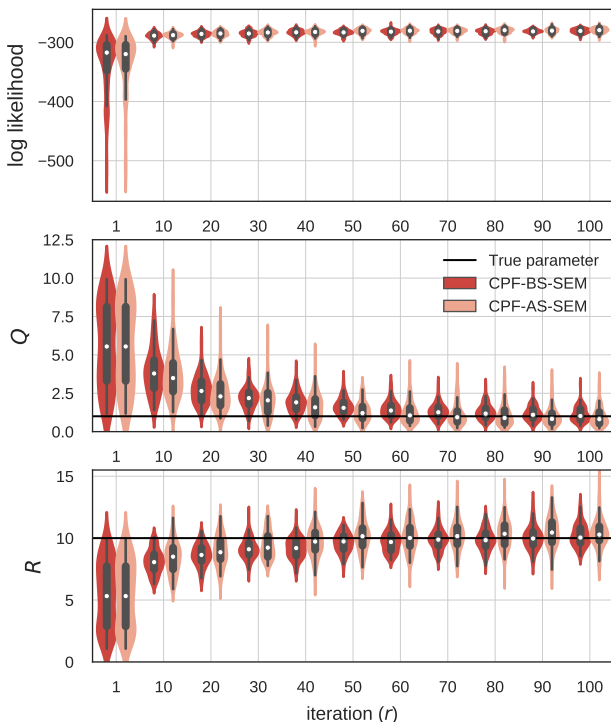 log likelihood
−300
−400
−500
1 10 20 30 40 50 60 70 80 90 100
Q
12.5
10.0
7.5
5.0
2.5
0.0
True parameter
CPF-BS-SEM
CPF-AS-SEM
1 10 20 30 40 50 60 70 80 90 100
R
15
10
5
0
1 10 20 30 40 50 60 70 80 90 100
iteration (r)